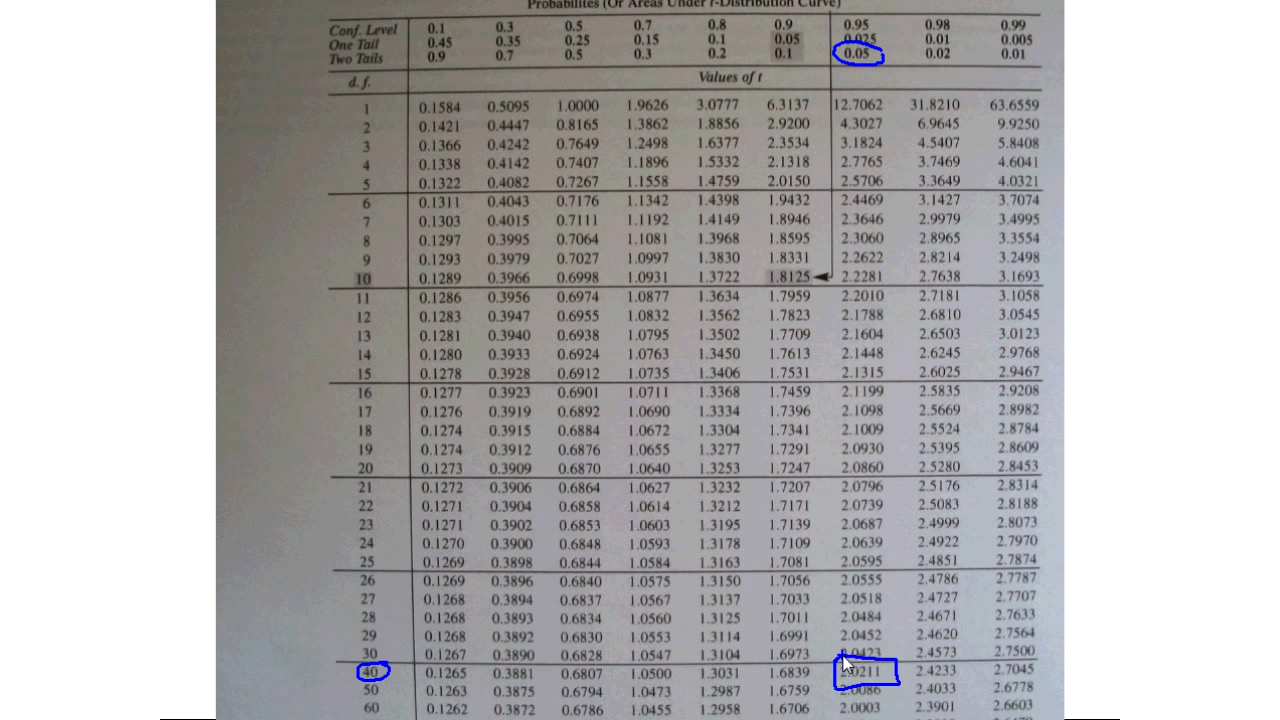 Probabilites (Or Areas Under t-Distribution Curve)
Conf. Level 0.1 0.3 0.5 0.7 0.8 0.9 0.95 0.98 0.99
One Tail 0.45 0.35 0.25 0.15 0.1 0.05 0.025 0.01 0.005
Two Tails 0.9 0.7 0.5 0.3 0.2 0.1 0.05 0.02 0.01
d. f. Values of t
1 0.1584 0.5095 1.0000 1.9626 3.0777 6.3137 12.7062 31.8210 63.6559
2 0.1421 0.4447 0.8165 1.3862 1.8856 2.9200 4.3027 6.9645 9.9250
3 0.1366 0.4242 0.7649 1.2498 1.6377 2.3534 3.1824 4.5407 5.8408
4 0.1338 0.4142 0.7407 1.1896 1.5332 2.1318 2.7765 3.7469 4.6041
5 0.1322 0.4082 0.7267 1.1558 1.4759 2.0150 2.5706 3.3649 4.0321
6 0.1311 0.4043 0.7176 1.1342 1.4398 1.9432 2.4469 3.1427 3.7074
7 0.1303 0.4015 0.7111 1.1192 1.4149 1.8946 2.3646 2.9979 3.4995
8 0.1297 0.3995 0.7064 1.1081 1.3968 1.8595 2.3060 2.8965 3.3554
9 0.1293 0.3979 0.7027 1.0997 1.3830 1.8331 2.2622 2.8214 3.2498
10 0.1289 0.3966 0.6998 1.0931 1.3722 1.8125 2.2281 2.7638 3.1693
11 0.1286 0.3956 0.6974 1.0877 1.3634 1.7959 2.2010 2.7181 3.1058
12 0.1283 0.3947 0.6955 1.0832 1.3562 1.7823 2.1788 2.6810 3.0545
13 0.1281 0.3940 0.6938 1.0795 1.3502 1.7709 2.1604 2.6503 3.0123
14 0.1280 0.3933 0.6924 1.0763 1.3450 1.7613 2.1448 2.6245 2.9768
15 0.1278 0.3928 0.6912 1.0735 1.3406 1.7531 2.1315 2.6025 2.9467
16 0.1277 0.3923 0.6901 1.0711 1.3368 1.7459 2.1199 2.5835 2.9208
17 0.1276 0.3919 0.6892 1.0690 1.3334 1.7396 2.1098 2.5669 2.8982
18 0.1274 0.3915 0.6884 1.0672 1.3304 1.7341 2.1009 2.5524 2.8784
19 0.1274 0.3912 0.6876 1.0655 1.3277 1.7291 2.0930 2.5395 2.8609
20 0.1273 0.3909 0.6870 1.0640 1.3253 1.7247 2.0860 2.5280 2.8453
21 0.1272 0.3906 0.6864 1.0627 1.3232 1.7207 2.0796 2.5176 2.8314
22 0.1271 0.3904 0.6858 1.0614 1.3212 1.7171 2.0739 2.5083 2.8188
23 0.1271 0.3902 0.6853 1.0603 1.3195 1.7139 2.0687 2.4999 2.8073
24 0.1270 0.3900 0.6848 1.0593 1.3178 1.7109 2.0639 2.4922 2.7970
25 0.1269 0.3898 0.6844 1.0584 1.3163 1.7081 2.0595 2.4851 2.7874
26 0.1269 0.3896 0.6840 1.0575 1.3150 1.7056 2.0555 2.4786 2.7787
27 0.1268 0.3894 0.6837 1.0567 1.3137 1.7033 2.0518 2.4727 2.7707
28 0.1268 0.3893 0.6834 1.0560 1.3125 1.7011 2.0484 2.4671 2.7633
29 0.1268 0.3892 0.6830 1.0553 1.3114 1.6991 2.0452 2.4620 2.7564
30 0.1267 0.3890 0.6828 1.0547 1.3104 1.6973 2.0423 2.4573 2.7500
40 0.1265 0.3881 0.6807 1.0500 1.3031 1.6839 2.0211 2.4233 2.7045
50 0.1263 0.3875 0.6794 1.0473 1.2987 1.6759 2.0086 2.4033 2.6778
60 0.1262 0.3872 0.6786 1.0455 1.2958 1.6706 2.0003 2.3901 2.6603